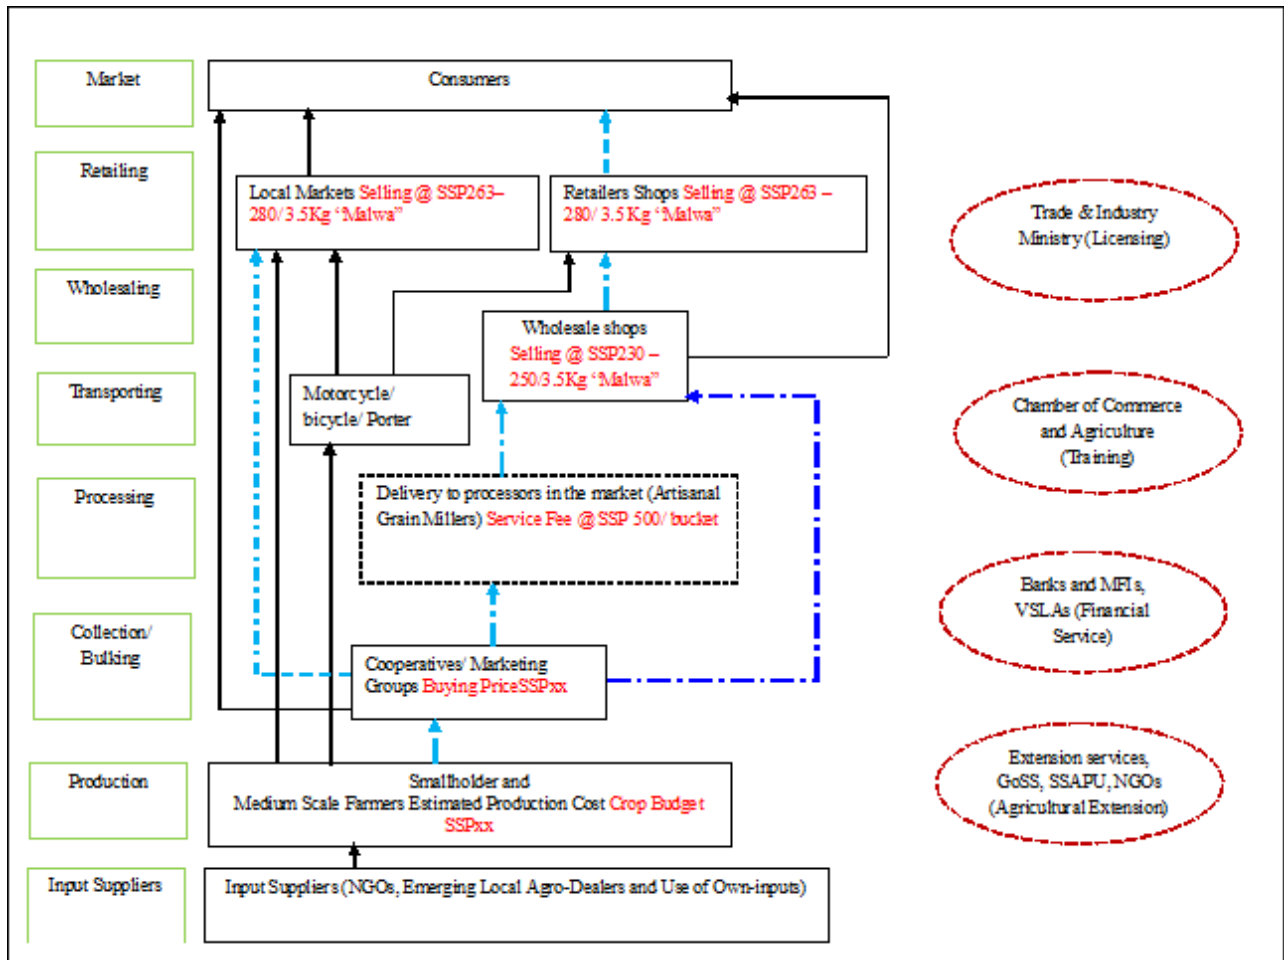 Market
Consumers
Retailing
Local Markets Selling @ SSP263–
280/ 3.5Kg “Malwa”
Retailers Shops Selling @ SSP263 –
280/ 3.5 Kg “Malwa”
Trade & Industry
Ministry (Licensing)
Wholesaling
Wholesale shops
Selling @ SSP230 –
250/3.5Kg “Malwa”
Transporting
Motorcycle/
bicycle/ Porter
Chamber of Commerce
and Agriculture
(Training)
Processing
Delivery to processors in the market (Artisanal
Grain Millers) Service Fee @ SSP 500/ bucket
Banks and MFIs,
VSLAs (Financial
Service)
Collection/
Bulking
Cooperatives/ Marketing
Groups Buying PriceSSPxx
Production
Smallholder and
Medium Scale Farmers Estimated Production Cost Crop Budget
SSPxx
Extension services,
GoSS, SSAPU, NGOs
(Agricultural Extension)
Input Suppliers
Input Suppliers (NGOs, Emerging Local Agro-Dealers and Use of Own-inputs)